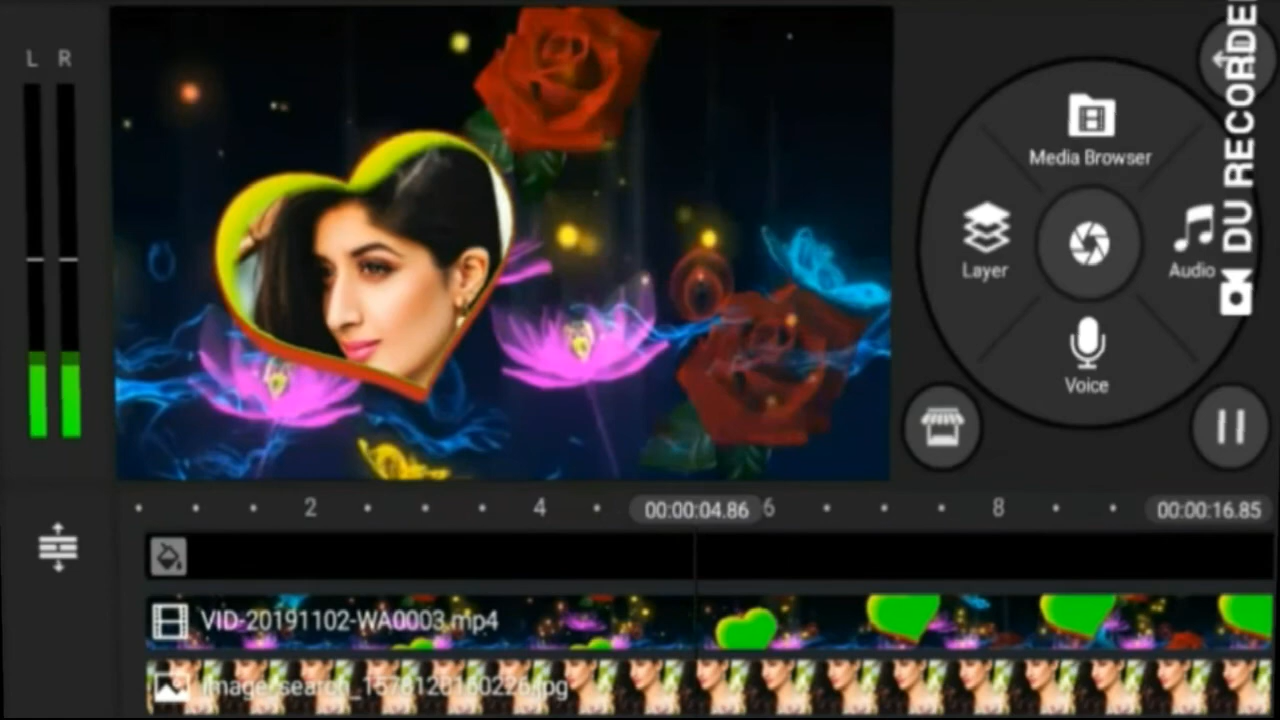 L R
Media Browser
Layer
Audio
Voice
DU RECORDER
2 4 00:00:04.86 6 8 00:00:16.85
VID-20191102-WA0003.mp4